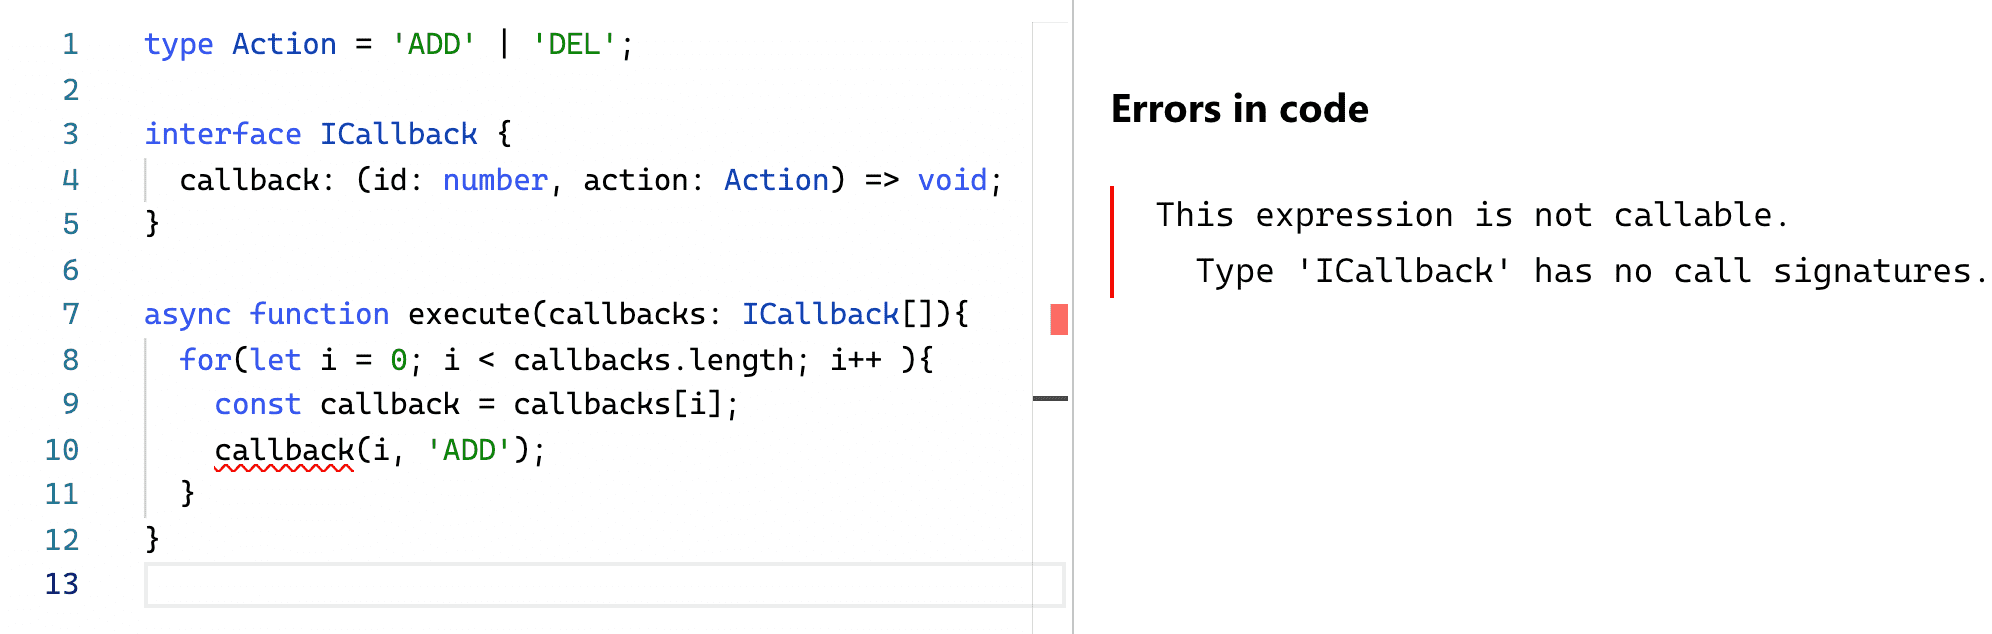 1 type Action = 'ADD' | 'DEL';
2
3 interface ICallback {
4 callback: (id: number, action: Action) => void;
5 }
6
7 async function execute(callbacks: ICallback[]){
8 for(let i = 0; i < callbacks.length; i++ ){
9 const callback = callbacks[i];
10 callback(i, 'ADD');
11 }
12 }
13
Errors in code
This expression is not callable.
Type 'ICallback' has no call signatures.